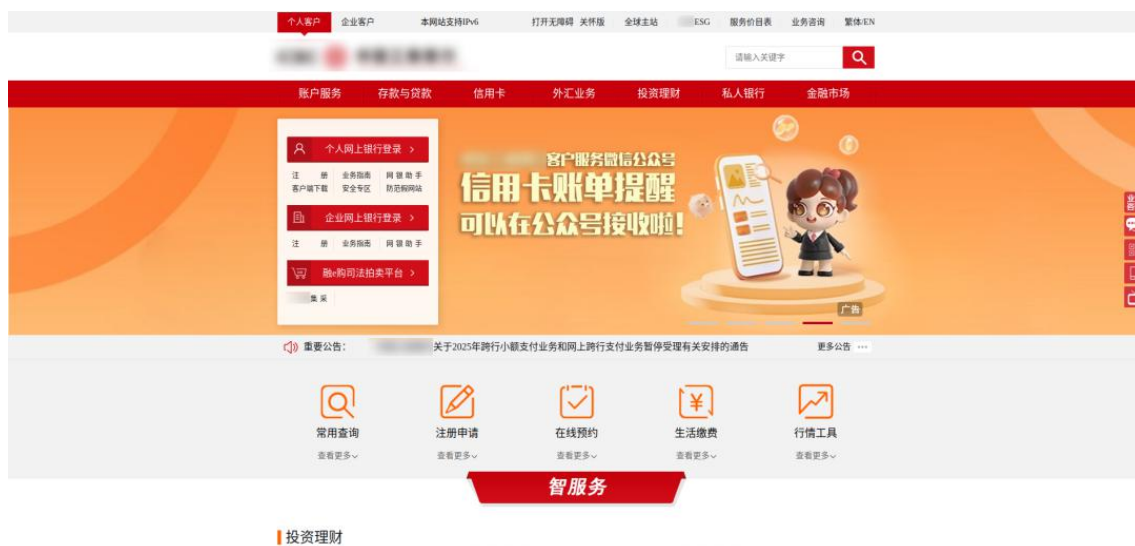 个人客户 企业客户 本网站支持IPv6 打开无障碍 关怀版 全球主站 ESG 服务价目表 业务咨询 繁体/EN
请输入关键字
账户服务 存款与贷款 信用卡 外汇业务 投资理财 私人银行 金融市场
个人网上银行登录 >
注 册 业务指南 网银助手
客户端下载 安全专区 防范假网站
企业网上银行登录 >
注 册 业务指南 网银助手
融e购司法拍卖平台 >
集采
客户服务微信公众号
信用卡账单提醒
可以在公众号接收啦!
广告
重要公告: 关于2025年跨行小额支付业务和网上跨行支付业务暂停受理有关安排的通告 更多公告 ···
常用查询 注册申请 在线预约 生活缴费 行情工具
查看更多 查看更多 查看更多 查看更多 查看更多
智服务
投资理财